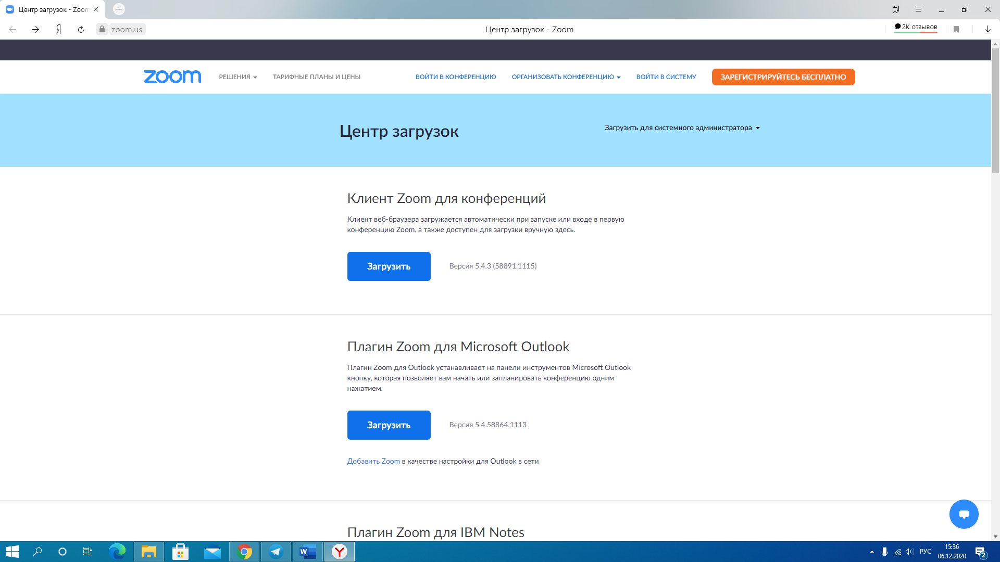 Центр загрузок - Zoom
Я
zoom.us
Центр загрузок - Zoom
2К отзывов
zoom
РЕШЕНИЯ
ТАРИФНЫЕ ПЛАНЫ И ЦЕНЫ
ВОЙТИ В КОНФЕРЕНЦИЮ
ОРГАНИЗОВАТЬ КОНФЕРЕНЦИЮ
ВОЙТИ В СИСТЕМУ
ЗАРЕГИСТРИРУЙТЕСЬ БЕСПЛАТНО
Центр загрузок
Загрузить для системного администратора
Клиент Zoom для конференций
Клиент веб-браузера загружается автоматически при запуске или входе в первую
конференцию Zoom, а также доступен для загрузки вручную здесь.
Загрузить
Версия 5.4.3 (58891.1115)
Плагин Zoom для Microsoft Outlook
Плагин Zoom для Outlook устанавливает на панели инструментов Microsoft Outlook
кнопку, которая позволяет вам начать или запланировать конференцию одним
нажатием.
Загрузить
Версия 5.4.58864.1113
Добавить Zoom в качестве настройки для Outlook в сети
Плагин Zoom для IBM Notes
W
Y
РУС
15:36
06.12.2020
2